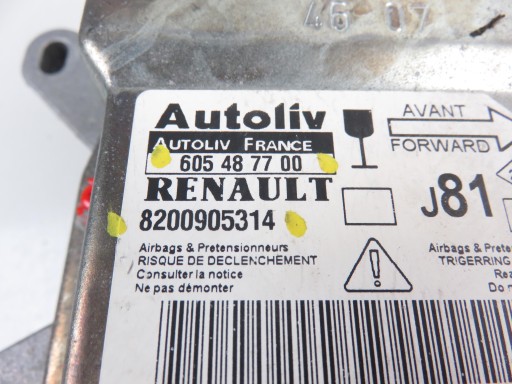 46 07
Autoliv
AUTOLIV FRANCE
605 48 77 00
RENAULT
8200905314
AVANT
FORWARD
J81
Airbags & Pretensionneurs
RISQUE DE DECLENCHEMENT
Consulter la notice
Ne pas démonter
Airbags &
TRIGERRING
Do